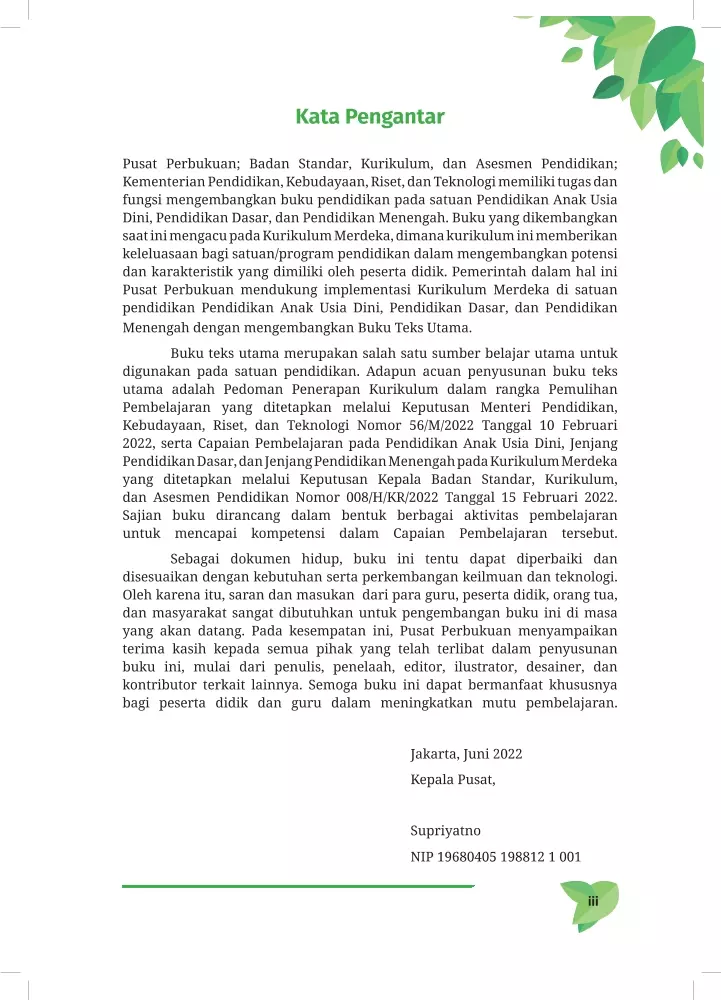 Kata Pengantar
Pusat Perbukuan; Badan Standar, Kurikulum, dan Asesmen Pendidikan;
Kementerian Pendidikan, Kebudayaan, Riset, dan Teknologi memiliki tugas dan
fungsi mengembangkan buku pendidikan pada satuan Pendidikan Anak Usia
Dini, Pendidikan Dasar, dan Pendidikan Menengah. Buku yang dikembangkan
saat ini mengacu pada Kurikulum Merdeka, dimana kurikulum ini memberikan
keleluasaan bagi satuan/program pendidikan dalam mengembangkan potensi
dan karakteristik yang dimiliki oleh peserta didik. Pemerintah dalam hal ini
Pusat Perbukuan mendukung implementasi Kurikulum Merdeka di satuan
pendidikan Pendidikan Anak Usia Dini, Pendidikan Dasar, dan Pendidikan
Menengah dengan mengembangkan Buku Teks Utama.
Buku teks utama merupakan salah satu sumber belajar utama untuk
digunakan pada satuan pendidikan. Adapun acuan penyusunan buku teks
utama adalah Pedoman Penerapan Kurikulum dalam rangka Pemulihan
Pembelajaran yang ditetapkan melalui Keputusan Menteri Pendidikan,
Kebudayaan, Riset, dan Teknologi Nomor 56/M/2022 Tanggal 10 Februari
2022, serta Capaian Pembelajaran pada Pendidikan Anak Usia Dini, Jenjang
Pendidikan Dasar, dan Jenjang Pendidikan Menengah pada Kurikulum Merdeka
yang ditetapkan melalui Keputusan Kepala Badan Standar, Kurikulum,
dan Asesmen Pendidikan Nomor 008/H/KR/2022 Tanggal 15 Februari 2022.
Sajian buku dirancang dalam bentuk berbagai aktivitas pembelajaran
untuk mencapai kompetensi dalam Capaian Pembelajaran tersebut.
Sebagai dokumen hidup, buku ini tentu dapat diperbaiki dan
disesuaikan dengan kebutuhan serta perkembangan keilmuan dan teknologi.
Oleh karena itu, saran dan masukan dari para guru, peserta didik, orang tua,
dan masyarakat sangat dibutuhkan untuk pengembangan buku ini di masa
yang akan datang. Pada kesempatan ini, Pusat Perbukuan menyampaikan
terima kasih kepada semua pihak yang telah terlibat dalam penyusunan
buku ini, mulai dari penulis, penelaah, editor, ilustrator, desainer, dan
kontributor terkait lainnya. Semoga buku ini dapat bermanfaat khususnya
bagi peserta didik dan guru dalam meningkatkan mutu pembelajaran.
Jakarta, Juni 2022
Kepala Pusat,
Supriyatno
NIP 19680405 198812 1 001
iii